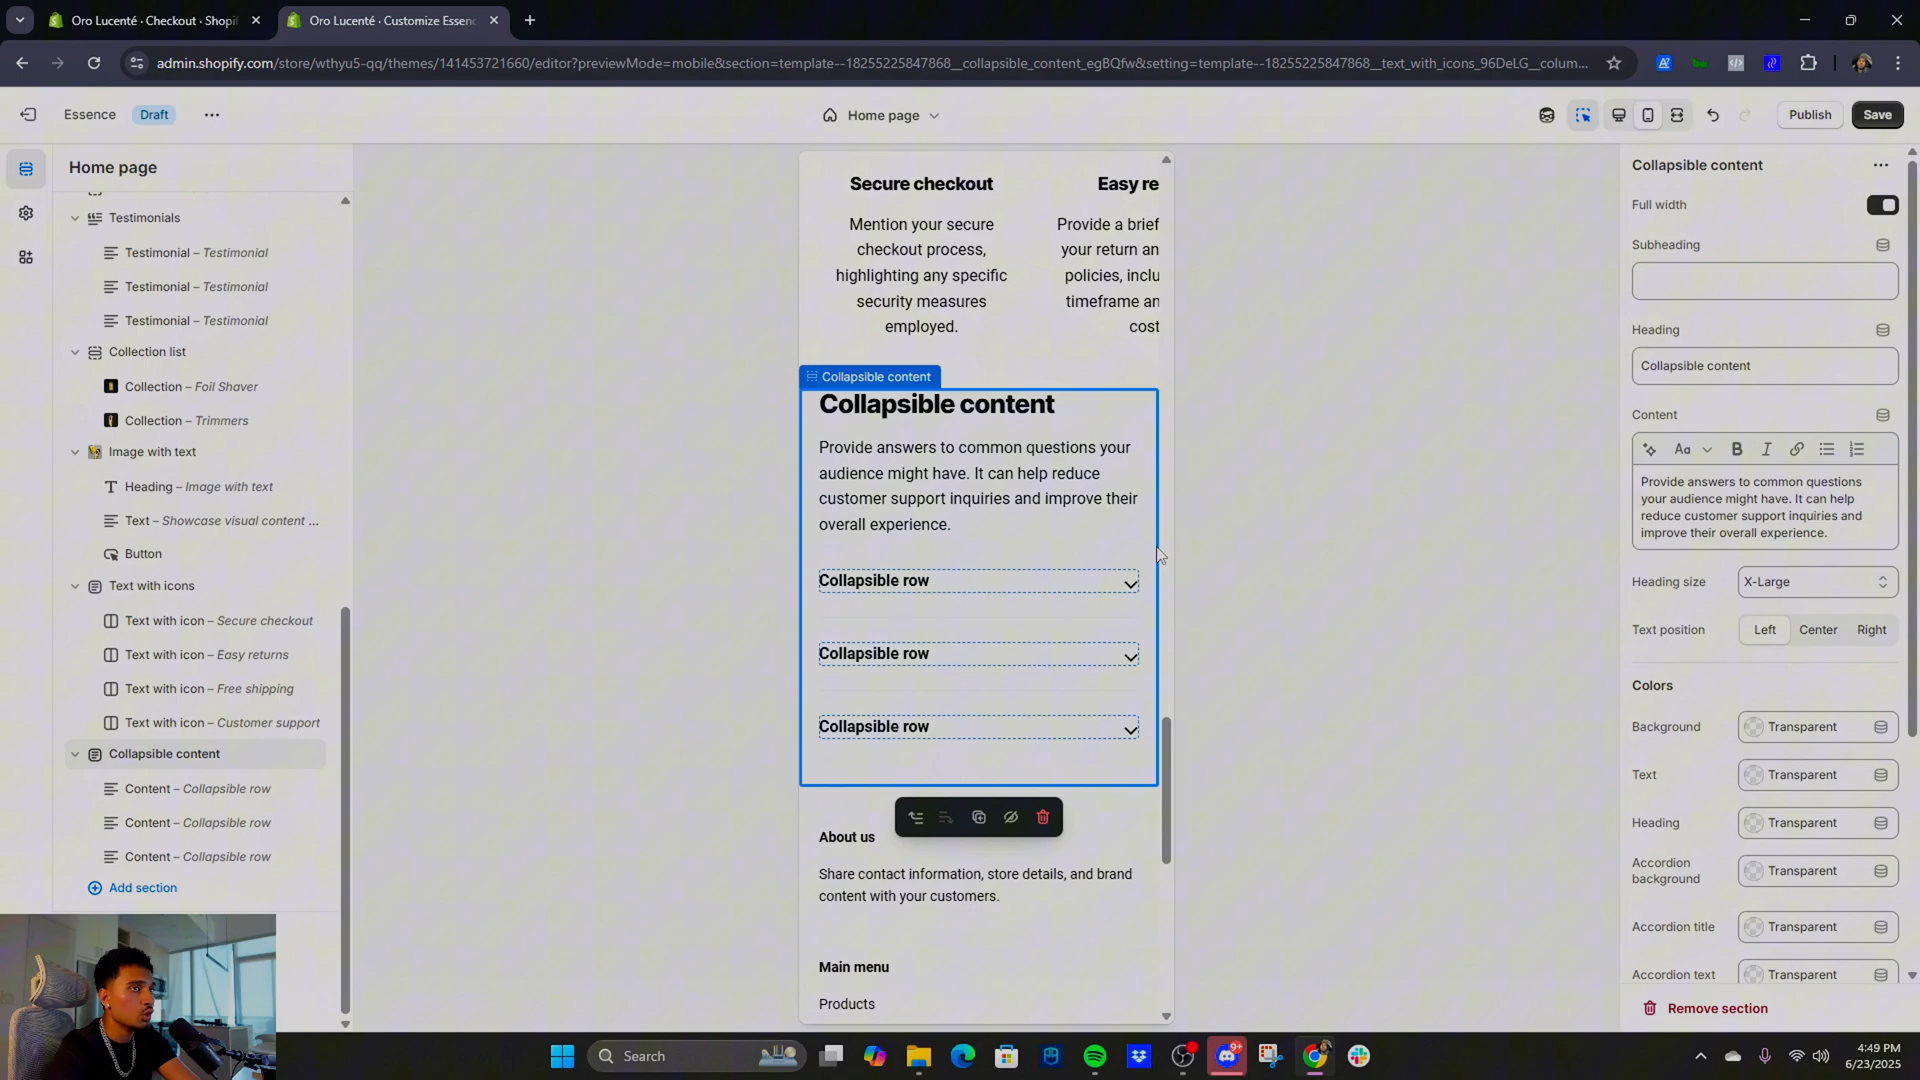 Oro Lucenté · Checkout · Shopif
Oro Lucenté · Customize Essenc
admin.shopify.com/store/wthyu5-qq/themes/141453721660/editor?previewMode=mobile&section=template--18255225847868__collapsible_content_egBQfw&setting=template--18255225847868__text_with_icons_96DeLG__colum...
Essence
Draft
Home page
Publish
Save
Home page
Testimonials
Testimonial – Testimonial
Testimonial – Testimonial
Testimonial – Testimonial
Collection list
Collection – Foil Shaver
Collection – Trimmers
Image with text
Heading – Image with text
Text – Showcase visual content ...
Button
Text with icons
Text with icon – Secure checkout
Text with icon – Easy returns
Text with icon – Free shipping
Text with icon – Customer support
Collapsible content
Content – Collapsible row
Content – Collapsible row
Content – Collapsible row
Add section
Secure checkout
Mention your secure
checkout process,
highlighting any specific
security measures
employed.
Easy re
Provide a brief
your return an
policies, inclu
timeframe an
cost
Collapsible content
Collapsible content
Provide answers to common questions your
audience might have. It can help reduce
customer support inquiries and improve their
overall experience.
Collapsible row
Collapsible row
Collapsible row
About us
Share contact information, store details, and brand
content with your customers.
Main menu
Products
Collapsible content
Full width
Subheading
Heading
Collapsible content
Content
Aa
B
I
Provide answers to common questions
your audience might have. It can help
reduce customer support inquiries and
improve their overall experience.
Heading size
X-Large
Text position
Left
Center
Right
Colors
Background
Transparent
Text
Transparent
Heading
Transparent
Accordion
background
Transparent
Accordion title
Transparent
Accordion text
Transparent
Remove section
Search
9+
4:49 PM
6/23/2025